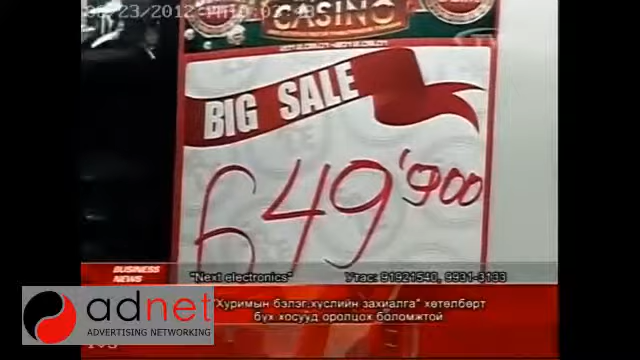 CASINO
BIG SALE
649'900
BUSINESS
NEWS
"Next electronics" Утас: 91921540, 9931-3133
"Хуримын бэлэг, хүслийн захиалга" хөтөлбөрт
бүх хосууд оролцох боломжтой
adnet
ADVERTISING NETWORKING